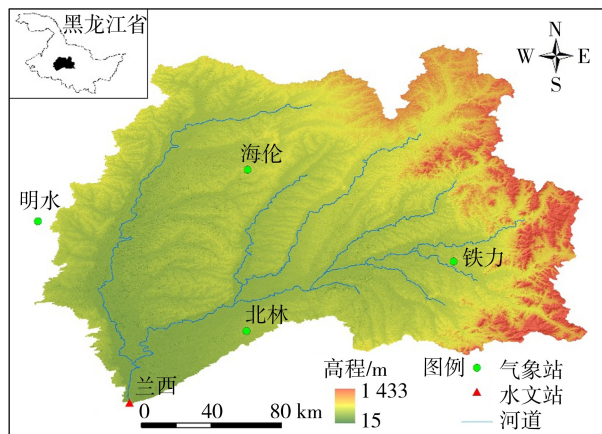 黑龙江省
N
W E
S
海伦
明水
铁力
北林
兰西
0 40 80 km
高程/m
1 433
15
图例
气象站
水文站
河道